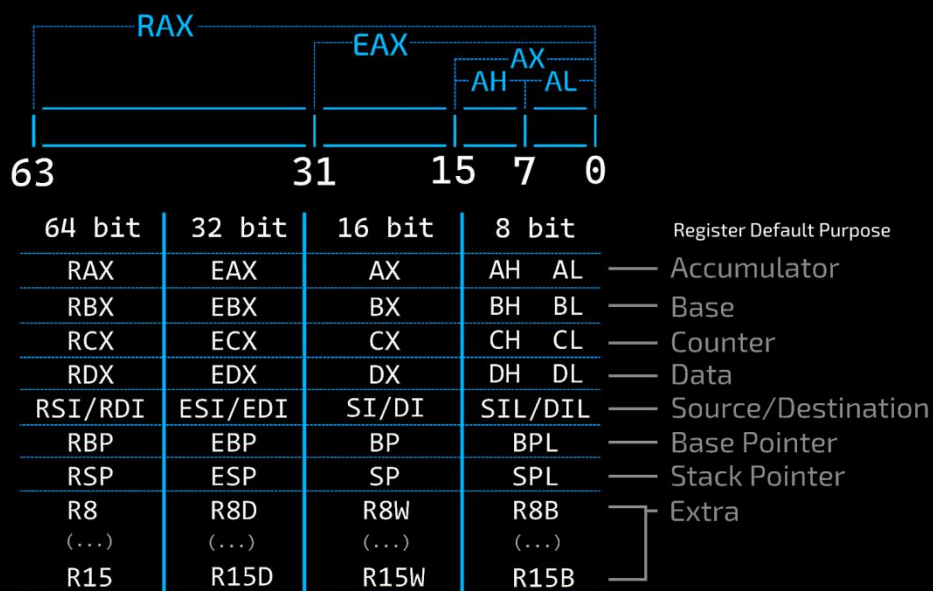 RAX
EAX
AX
AH AL
63 31 15 7 0
64 bit 32 bit 16 bit 8 bit Register Default Purpose
RAX EAX AX AH AL Accumulator
RBX EBX BX BH BL Base
RCX ECX CX CH CL Counter
RDX EDX DX DH DL Data
RSI/RDI ESI/EDI SI/DI SIL/DIL Source/Destination
RBP EBP BP BPL Base Pointer
RSP ESP SP SPL Stack Pointer
R8 R8D R8W R8B Extra
(...) (...) (...) (...)
R15 R15D R15W R15B